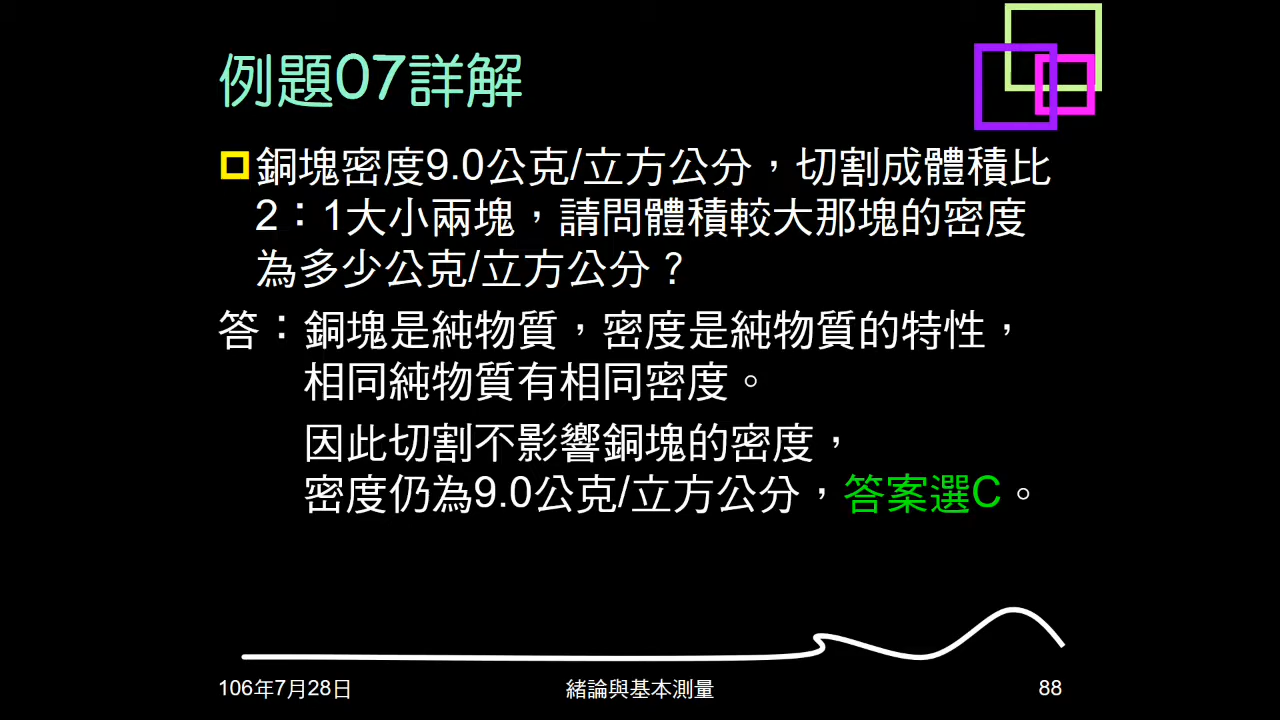 例題07詳解
銅塊密度9.0公克/立方公分，切割成體積比
2：1大小兩塊，請問體積較大那塊的密度
為多少公克/立方公分？
答：銅塊是純物質，密度是純物質的特性，
相同純物質有相同密度。
因此切割不影響銅塊的密度，
密度仍為9.0公克/立方公分，答案選C。
106年7月28日
緒論與基本測量
88